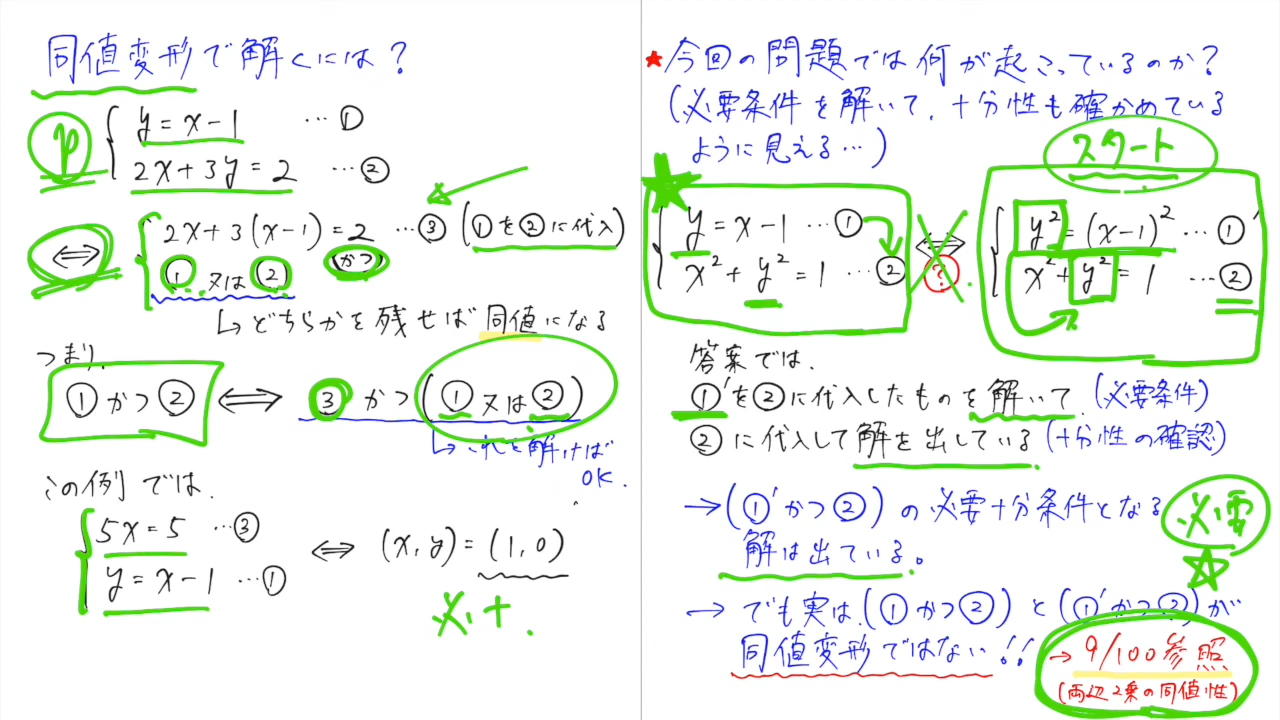 同値変形で解くには?
p
y = x - 1 … ①
2x + 3y = 2 … ②
⇔
2x + 3(x-1) = 2 … ③ (①を②に代入)
① 又は ② (かつ)
↳ どちらかを残せば同値になる
つまり、
① かつ ② ⇔ ③ かつ (① 又は ②)
↳ これを解けばOK.
この例では、
5x = 5 … ③
y = x - 1 … ①
⇔ (x, y) = (1, 0)
必、十.
★今回の問題では何が起こっているのか?
(必要条件を解いて、十分性も確かめている
ように見える…)
スタート
★
y = x - 1 … ①
x² + y² = 1 … ②
⇔
?
y² = (x-1)² … ①'
x² + y² = 1 … ②
答案では、
①'を②に代入したものを解いて、(必要条件)
②に代入して解を出している (十分性の確認)
→ (①'かつ②) の必要十分条件となる
解は出ている。
必要
☆
→ でも実は、(①かつ②)と(①'かつ②)が
同値変形ではない!!
→ 9/100参照
(両辺2乗の同値性)